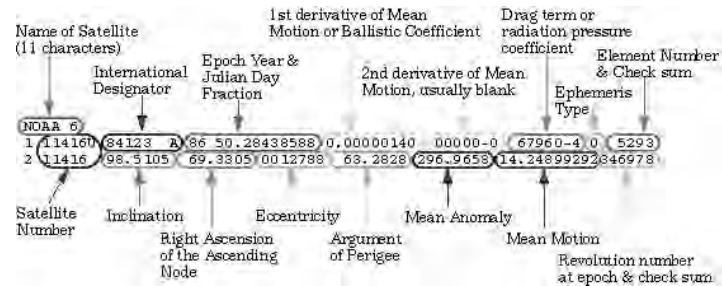 1st derivative of Mean
Motion or Ballistic Coefficient
Drag term or
radiation pressure
coefficient
Name of Satellite
(11 characters)
International
Designator
Epoch Year &
Julian Day
Fraction
2nd derivative of Mean
Motion, usually blank
Element Number
& Check sum
Ephemeris
Type
NOAA 6
1 11416U 84123 A 86 50.28438588 0.00000140 00000-0 67960-4 0 5293
2 11416 98.5105 69.3305 0012788 63.2828 296.9658 14.24899292346978
Satellite
Number
Inclination
Right Ascension
of the Ascending
Node
Eccentricity
Argument
of Perigee
Mean Anomaly
Mean Motion
Revolution number
at epoch & check sum